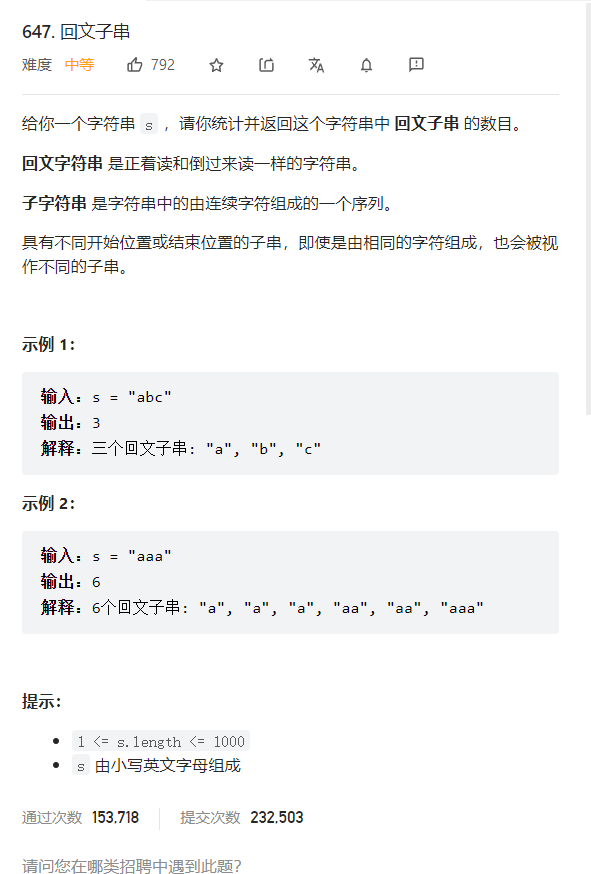 647. 回文子串
难度 中等 792
给你一个字符串 s ，请你统计并返回这个字符串中 回文子串 的数目。
回文字符串 是正着读和倒过来读一样的字符串。
子字符串 是字符串中的由连续字符组成的一个序列。
具有不同开始位置或结束位置的子串，即使是由相同的字符组成，也会被视
作不同的子串。
示例 1：
输入：s = "abc"
输出：3
解释：三个回文子串: "a", "b", "c"
示例 2：
输入：s = "aaa"
输出：6
解释：6个回文子串: "a", "a", "a", "aa", "aa", "aaa"
提示：
1 <= s.length <= 1000
s 由小写英文字母组成
通过次数 153,718 提交次数 232,503
请问您在哪类招聘中遇到此题？